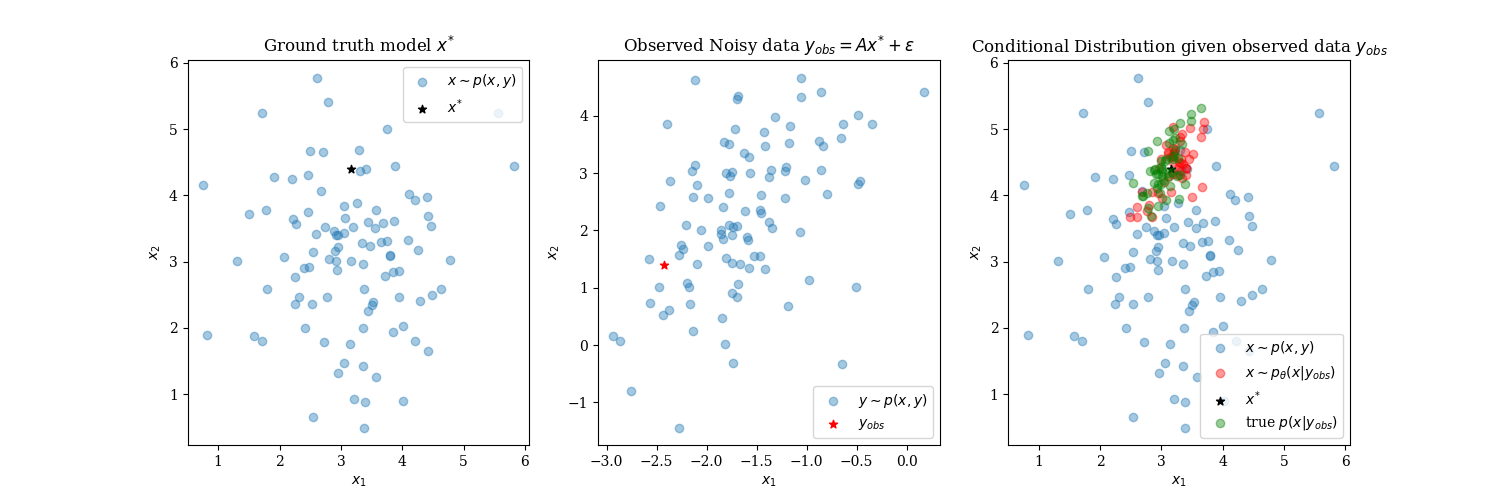 Ground truth model x*
x ~ p(x, y)
x*
6
5
4
3
2
1
x₂
1 2 3 4 5 6
x₁
Observed Noisy data y_obs = Ax* + ε
4
3
2
1
0
−1
x₂
y ~ p(x, y)
y_obs
−3.0 −2.5 −2.0 −1.5 −1.0 −0.5 0.0
x₁
Conditional Distribution given observed data y_obs
6
5
4
3
2
1
x₂
x ~ p(x, y)
x ~ p_θ(x|y_obs)
x*
true p(x|y_obs)
1 2 3 4 5 6
x₁